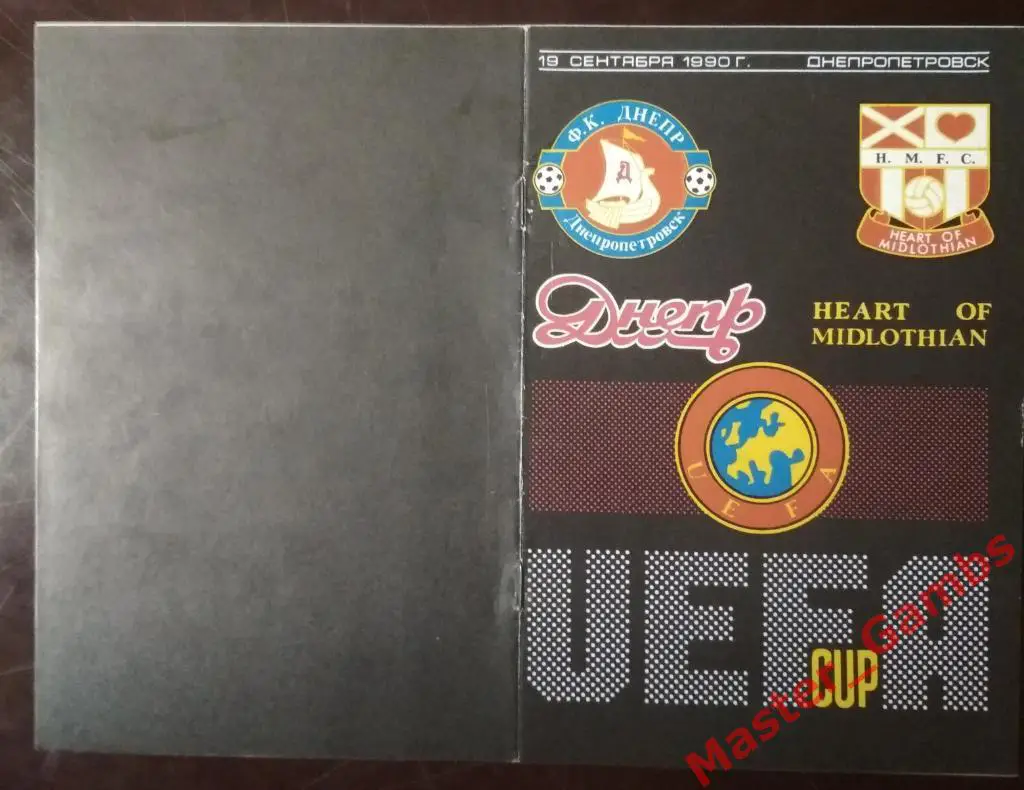 19 СЕНТЯБРЯ 1990 Г. ДНЕПРОПЕТРОВСК
Ф.К. ДНЕПР
Д
Днепропетровск
H. M. F. C.
HEART OF
MIDLOTHIAN
Днепр
HEART OF
MIDLOTHIAN
UEFA
UEFA
CUP
Master_Gambs